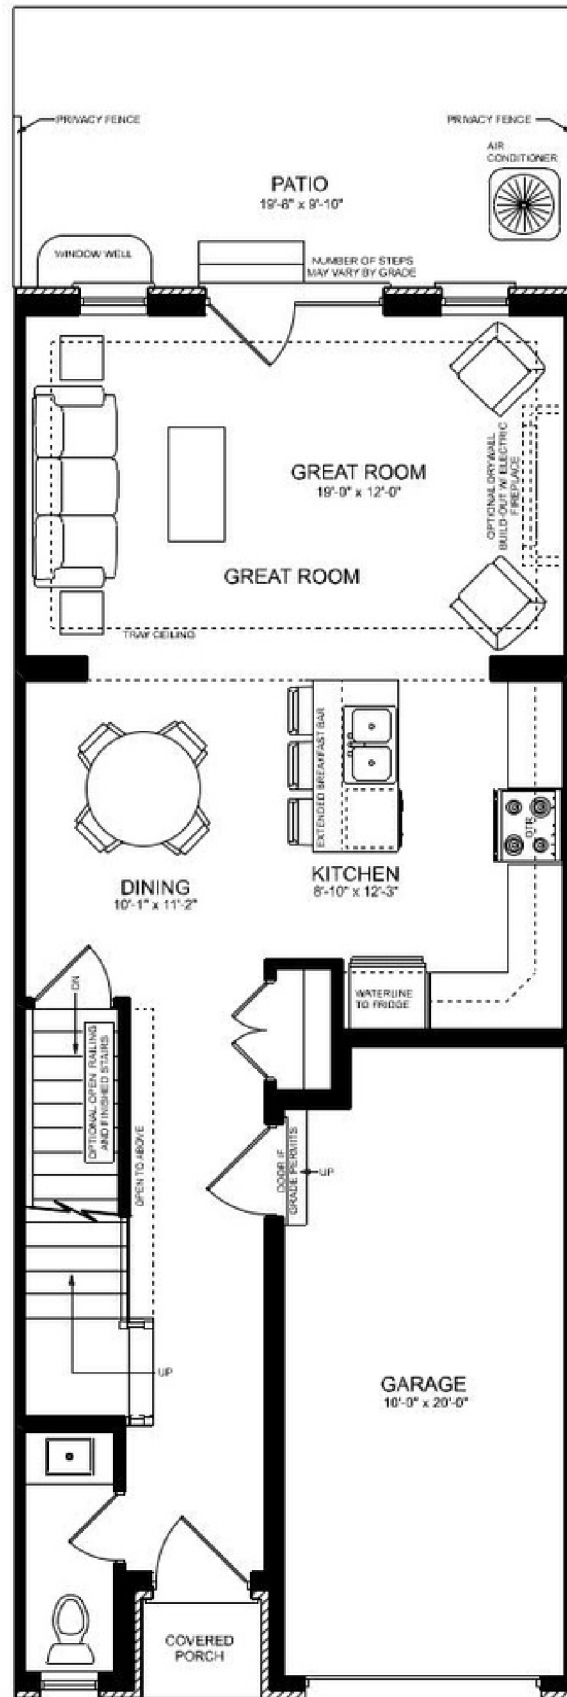 PRIVACY FENCE
PRIVACY FENCE
AIR
CONDITIONER
PATIO
19'-8" x 9'-10"
WINDOW WELL
NUMBER OF STEPS
MAY VARY BY GRADE
GREAT ROOM
19'-0" x 12'-0"
OPTIONAL DRYWALL
BUILD-OUT W/ ELECTRIC
FIREPLACE
GREAT ROOM
TRAY CEILING
EXTENDED BREAKFAST BAR
OTR
KITCHEN
8'-10" x 12'-3"
DINING
10'-1" x 11'-2"
DN
WATERLINE
TO FRIDGE
OPTIONAL OPEN RAILING
AND FINISHED STAIRS
OPEN TO ABOVE
DOOR IF
GRADE PERMITS
UP
UP
GARAGE
10'-0" x 20'-0"
COVERED
PORCH